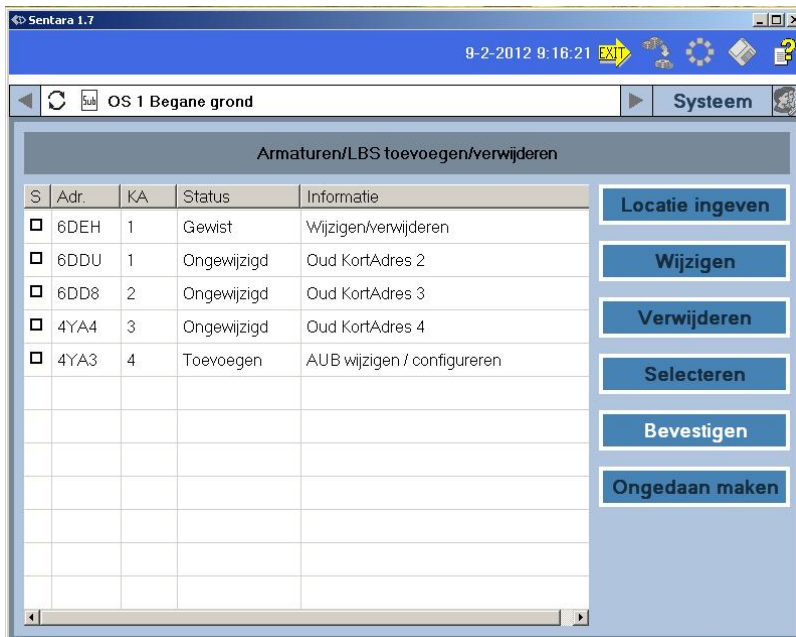 Sentara 1.7
9-2-2012 9:16:21 EXIT
Sub OS 1 Begane grond Systeem
Armaturen/LBS toevoegen/verwijderen
S Adr. KA Status Informatie
6DEH 1 Gewist Wijzigen/verwijderen
6DDU 1 Ongewijzigd Oud KortAdres 2
6DD8 2 Ongewijzigd Oud KortAdres 3
4YA4 3 Ongewijzigd Oud KortAdres 4
4YA3 4 Toevoegen AUB wijzigen / configureren
Locatie ingeven
Wijzigen
Verwijderen
Selecteren
Bevestigen
Ongedaan maken